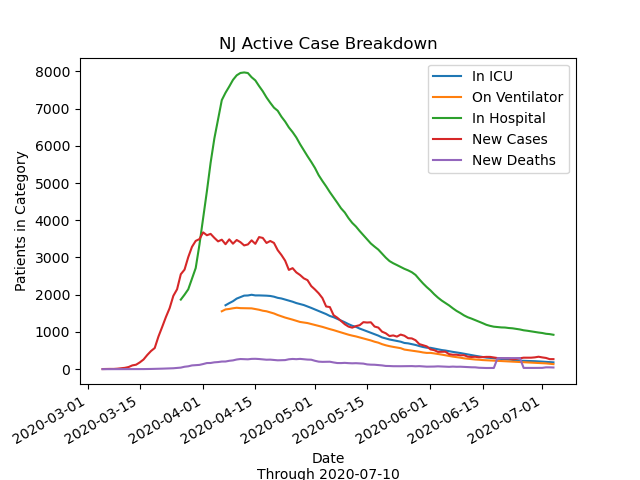 NJ Active Case Breakdown
In ICU
On Ventilator
In Hospital
New Cases
New Deaths
Patients in Category
8000
7000
6000
5000
4000
3000
2000
1000
0
2020-03-01
2020-03-15
2020-04-01
2020-04-15
2020-05-01
2020-05-15
2020-06-01
2020-06-15
2020-07-01
Date
Through 2020-07-10